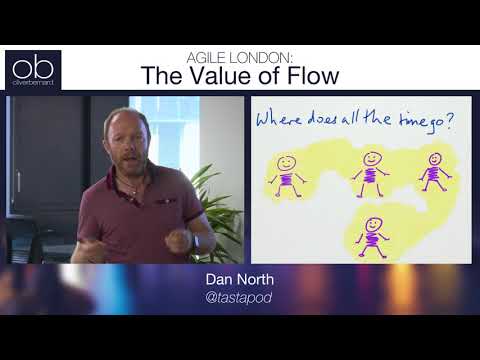 ob
oliverbernard
AGILE LONDON:
The Value of Flow
Where does all the time go?
Dan North
@tastapod